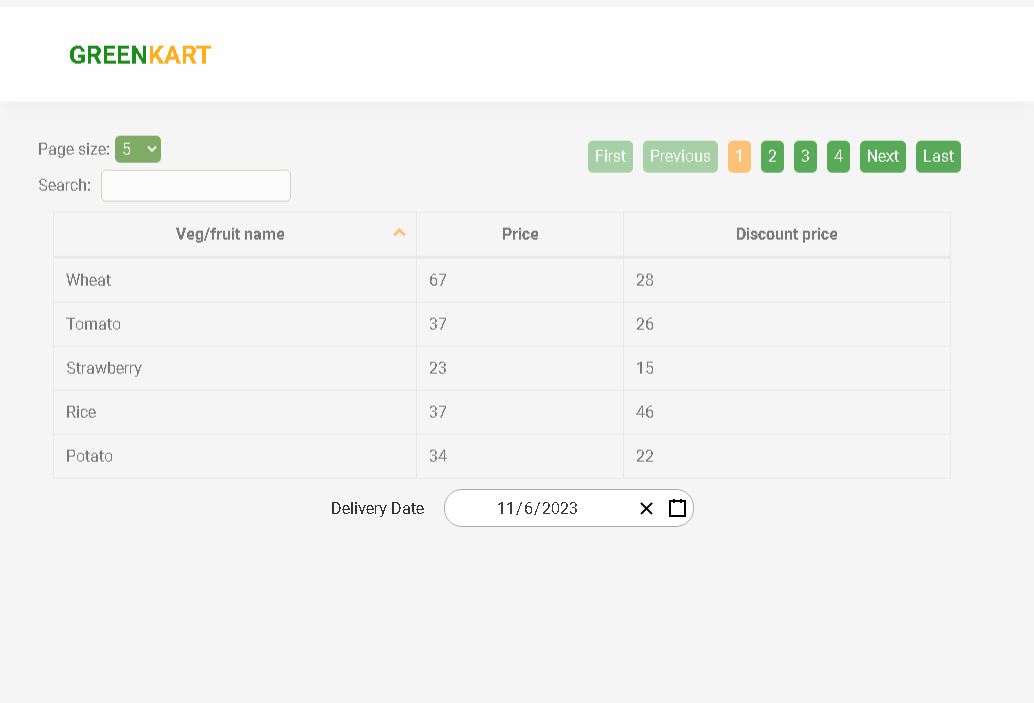 GREENKART
Page size: 5
First Previous 1 2 3 4 Next Last
Search:
Veg/fruit name Price Discount price
Wheat 67 28
Tomato 37 26
Strawberry 23 15
Rice 37 46
Potato 34 22
Delivery Date 11/6/2023